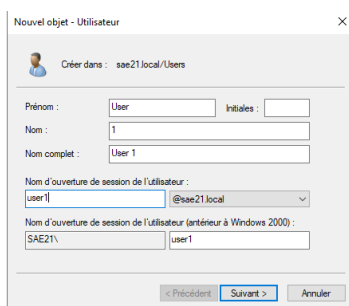 Nouvel objet - Utilisateur
Créer dans : sae21.local/Users
Prénom : User Initiales :
Nom : 1
Nom complet : User 1
Nom d'ouverture de session de l'utilisateur :
user1 @sae21.local
Nom d'ouverture de session de l'utilisateur (antérieur à Windows 2000) :
SAE21\ user1
< Précédent Suivant > Annuler